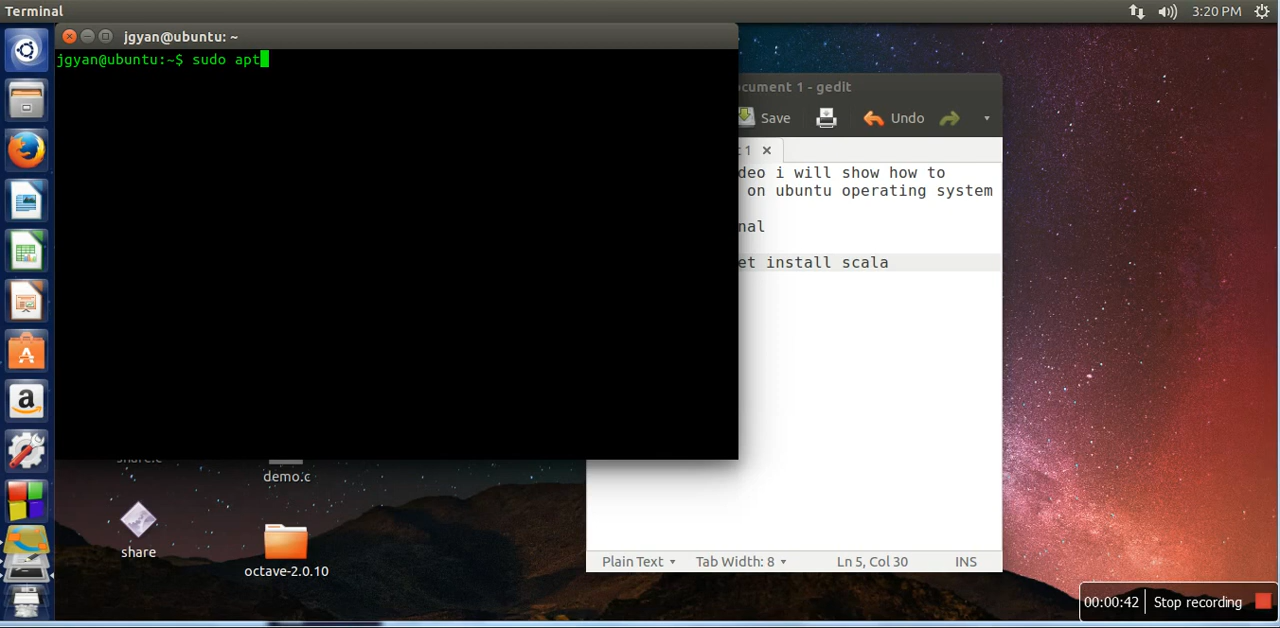 Terminal
3:20 PM
jgyan@ubuntu: ~
jgyan@ubuntu:~$ sudo apt
cument 1 - gedit
Save
Undo
t 1
deo i will show how to
on ubuntu operating system
nal
et install scala
share.c
demo.c
share
octave-2.0.10
Plain Text
Tab Width: 8
Ln 5, Col 30
INS
00:00:42
Stop recording